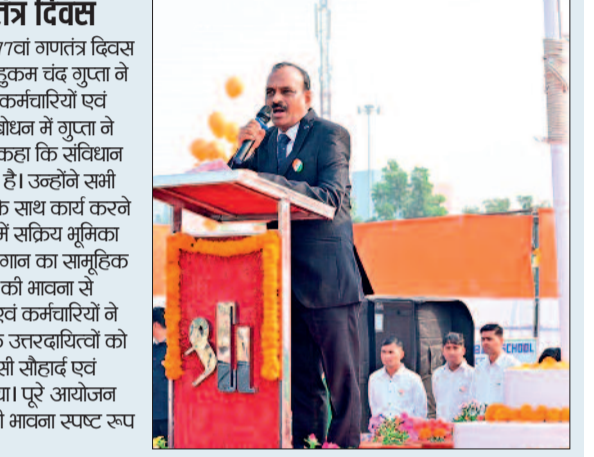 तंत्र दिवस
77वां गणतंत्र दिवस
हुकम चंद गुप्ता ने
कर्मचारियों एवं
बोधन में गुप्ता ने
कहा कि संविधान
है। उन्होंने सभी
के साथ कार्य करने
में सक्रिय भूमिका
गान का सामूहिक
की भावना से
एवं कर्मचारियों ने
उत्तरदायित्वों को
सी सौहार्द एवं
या। पूरे आयोजन
भावना स्पष्ट रूप
SCHOOL